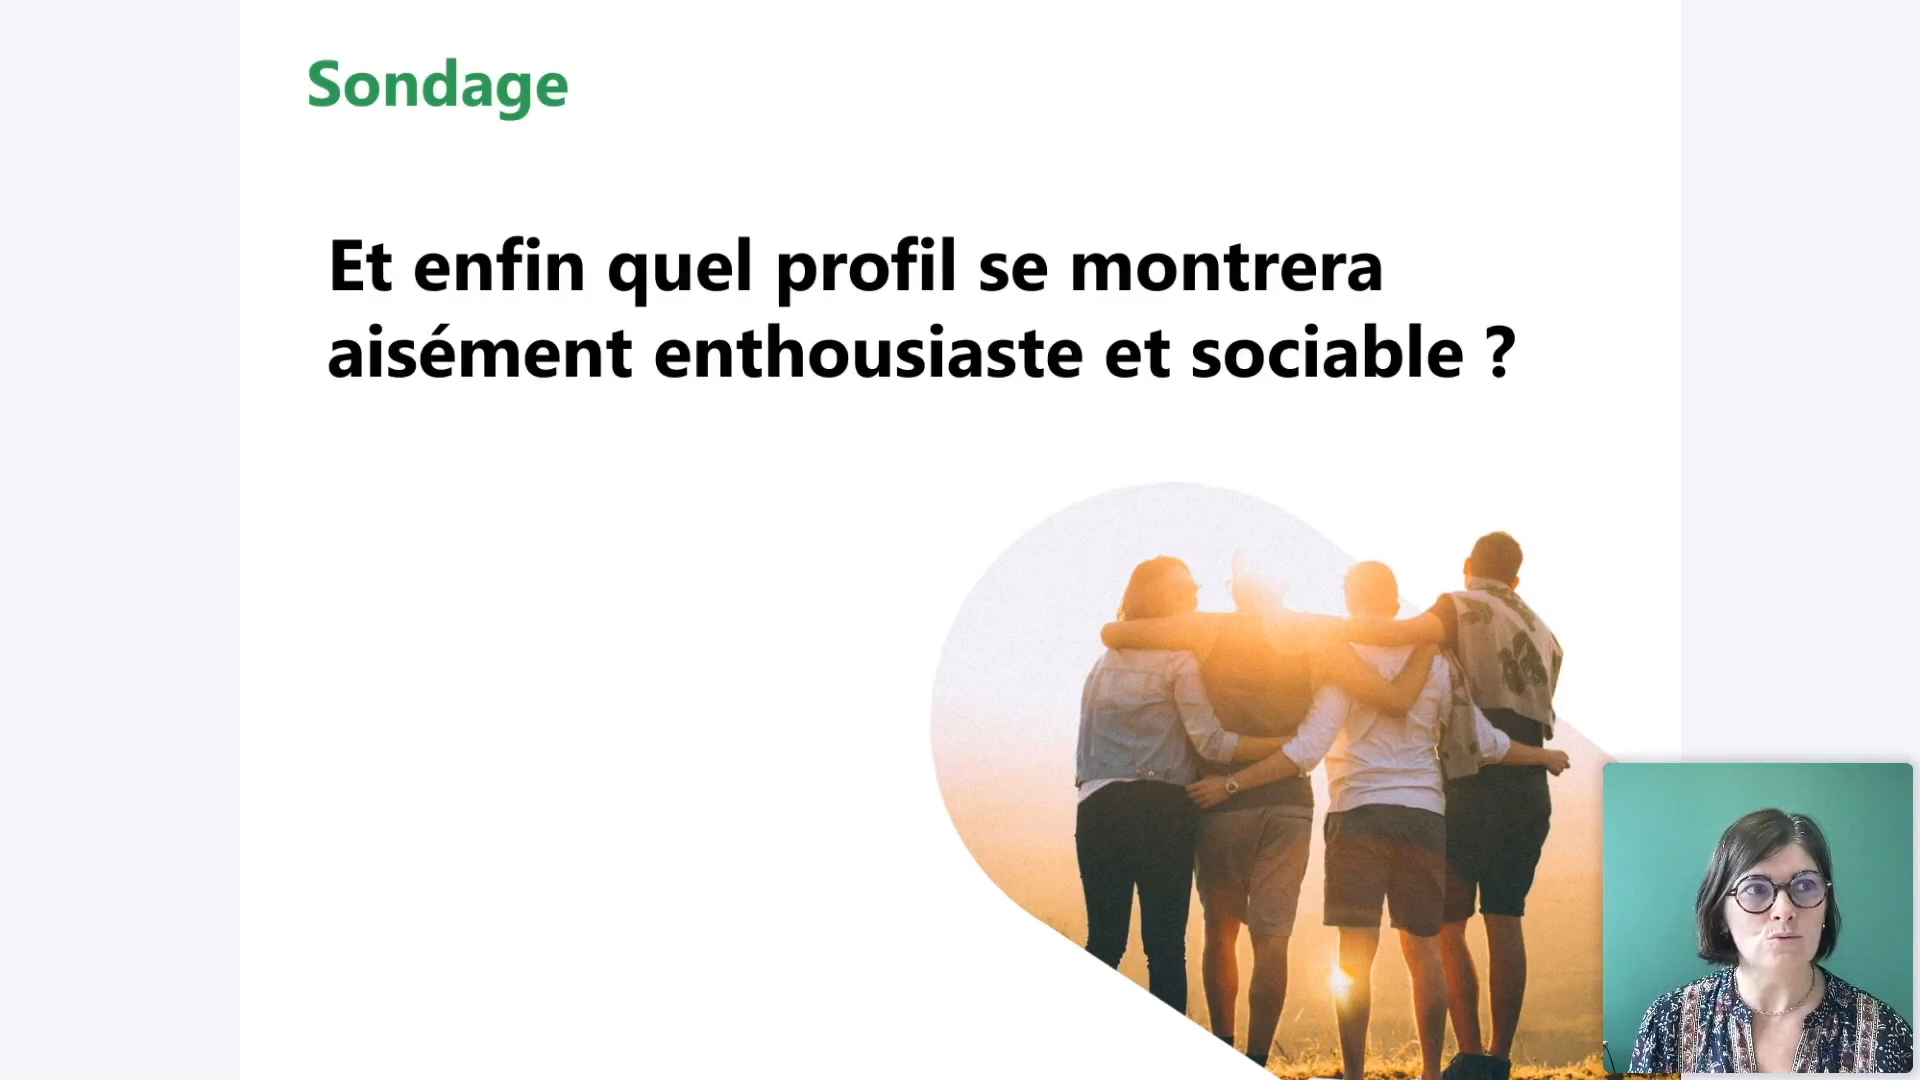 Sondage
Et enfin quel profil se montrera
aisément enthousiaste et sociable ?